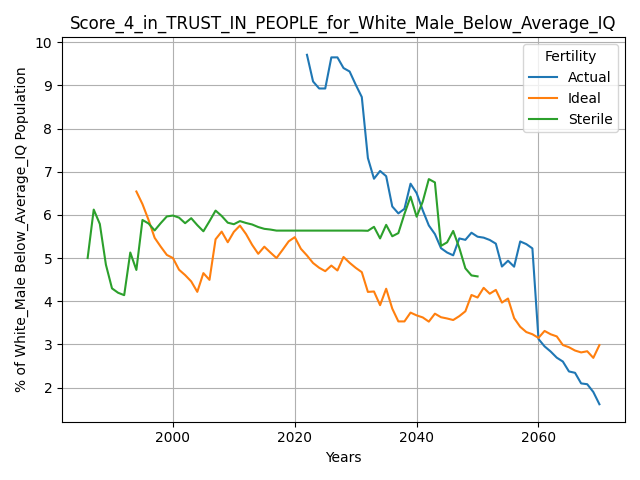 Score_4_in_TRUST_IN_PEOPLE_for_White_Male_Below_Average_IQ
% of White_Male Below_Average_IQ Population
10
9
8
7
6
5
4
3
2
Fertility
Actual
Ideal
Sterile
2000 2020 2040 2060
Years